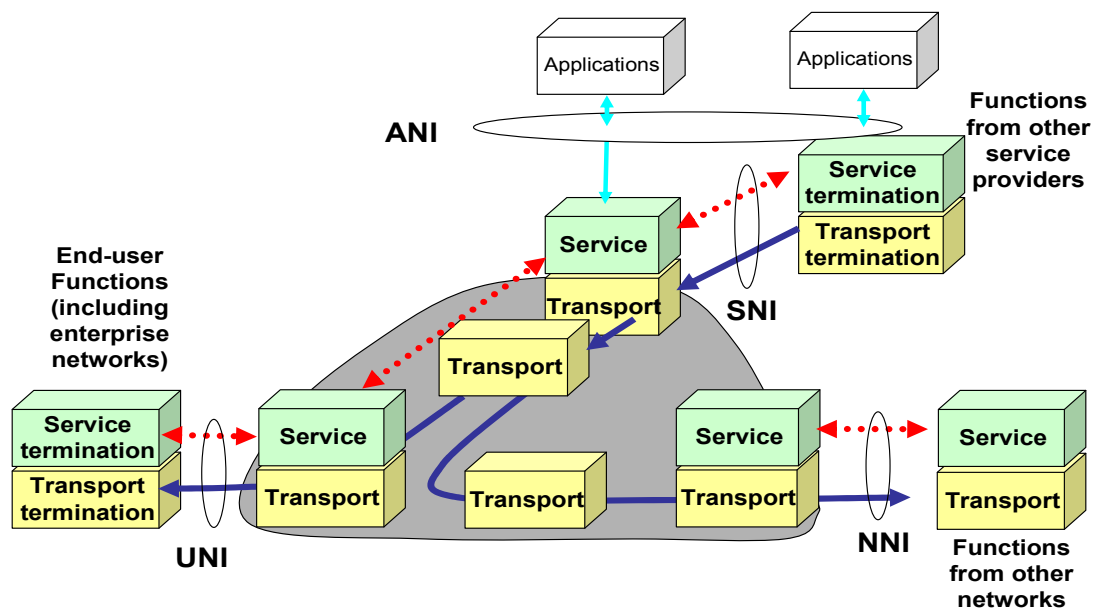 Applications
Applications
ANI
Functions
from other
service
providers
Service
termination
Transport
termination
Service
Transport
SNI
End-user
Functions
(including
enterprise
networks)
Transport
Service
termination
Transport
termination
UNI
Service
Transport
Transport
Service
Transport
NNI
Service
Transport
Functions
from other
networks